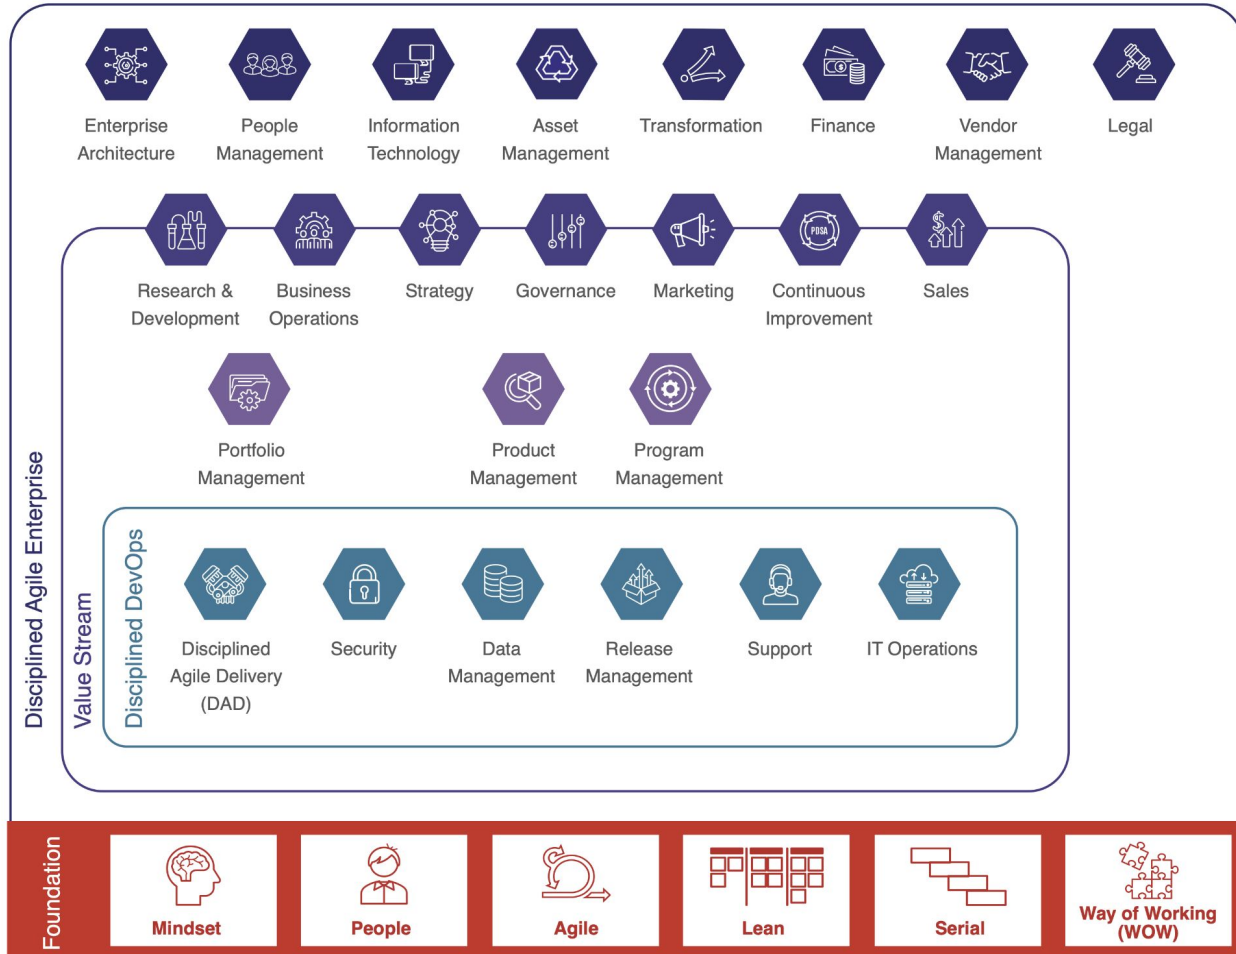 Enterprise
Architecture
People
Management
Information
Technology
Asset
Management
Transformation
Finance
Vendor
Management
Legal
PDSA
Research &
Development
Business
Operations
Strategy
Governance
Marketing
Continuous
Improvement
$
Sales
Portfolio
Management
Product
Management
Program
Management
Disciplined
Agile Delivery
(DAD)
Security
Data
Management
Release
Management
Support
IT Operations
Disciplined Agile Enterprise
Value Stream
Disciplined DevOps
Foundation
Mindset
People
Agile
Lean
Serial
Way of Working
(WOW)